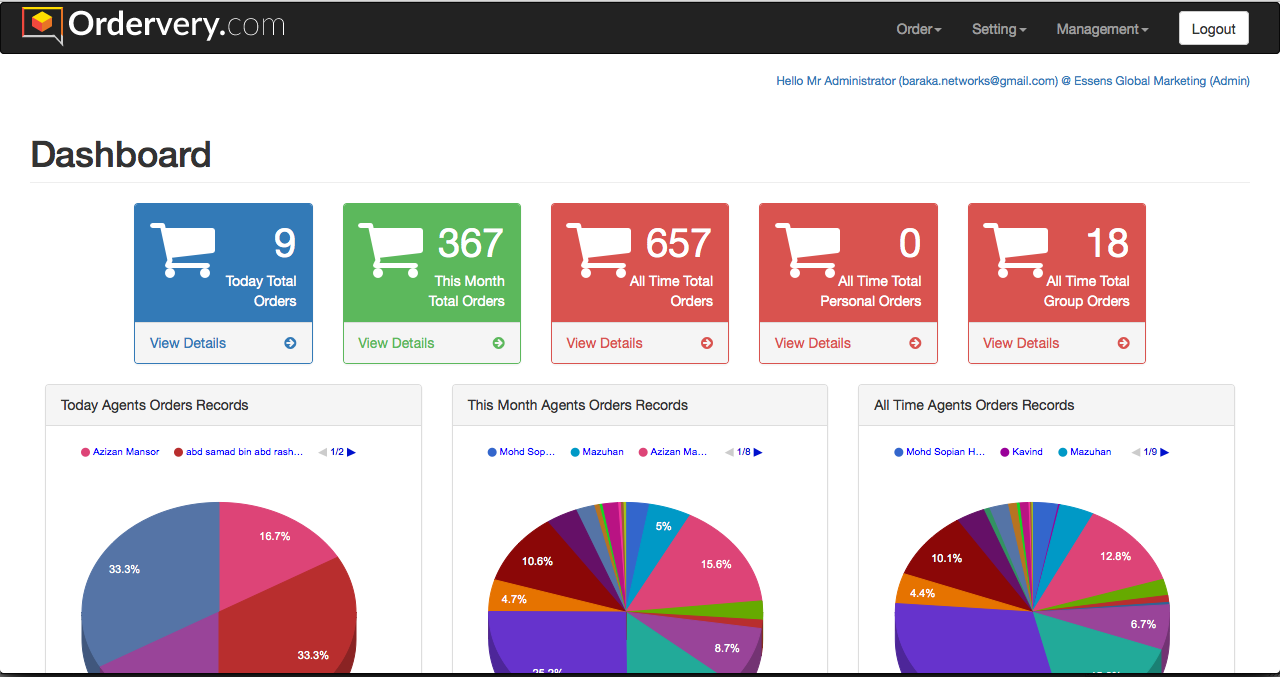 Ordervery.com
Order
Setting
Management
Logout
Hello Mr Administrator (baraka.networks@gmail.com) @ Essens Global Marketing (Admin)
Dashboard
9
Today Total
Orders
View Details
367
This Month
Total Orders
View Details
657
All Time Total
Orders
View Details
0
All Time Total
Personal Orders
View Details
18
All Time Total
Group Orders
View Details
Today Agents Orders Records
Azizan Mansor
abd samad bin abd rash...
1/2
16.7%
33.3%
33.3%
This Month Agents Orders Records
Mohd Sop...
Mazuhan
Azizan Ma...
1/8
5%
10.6%
15.6%
4.7%
8.7%
All Time Agents Orders Records
Mohd Sopian H...
Kavind
Mazuhan
1/9
12.8%
10.1%
4.4%
6.7%